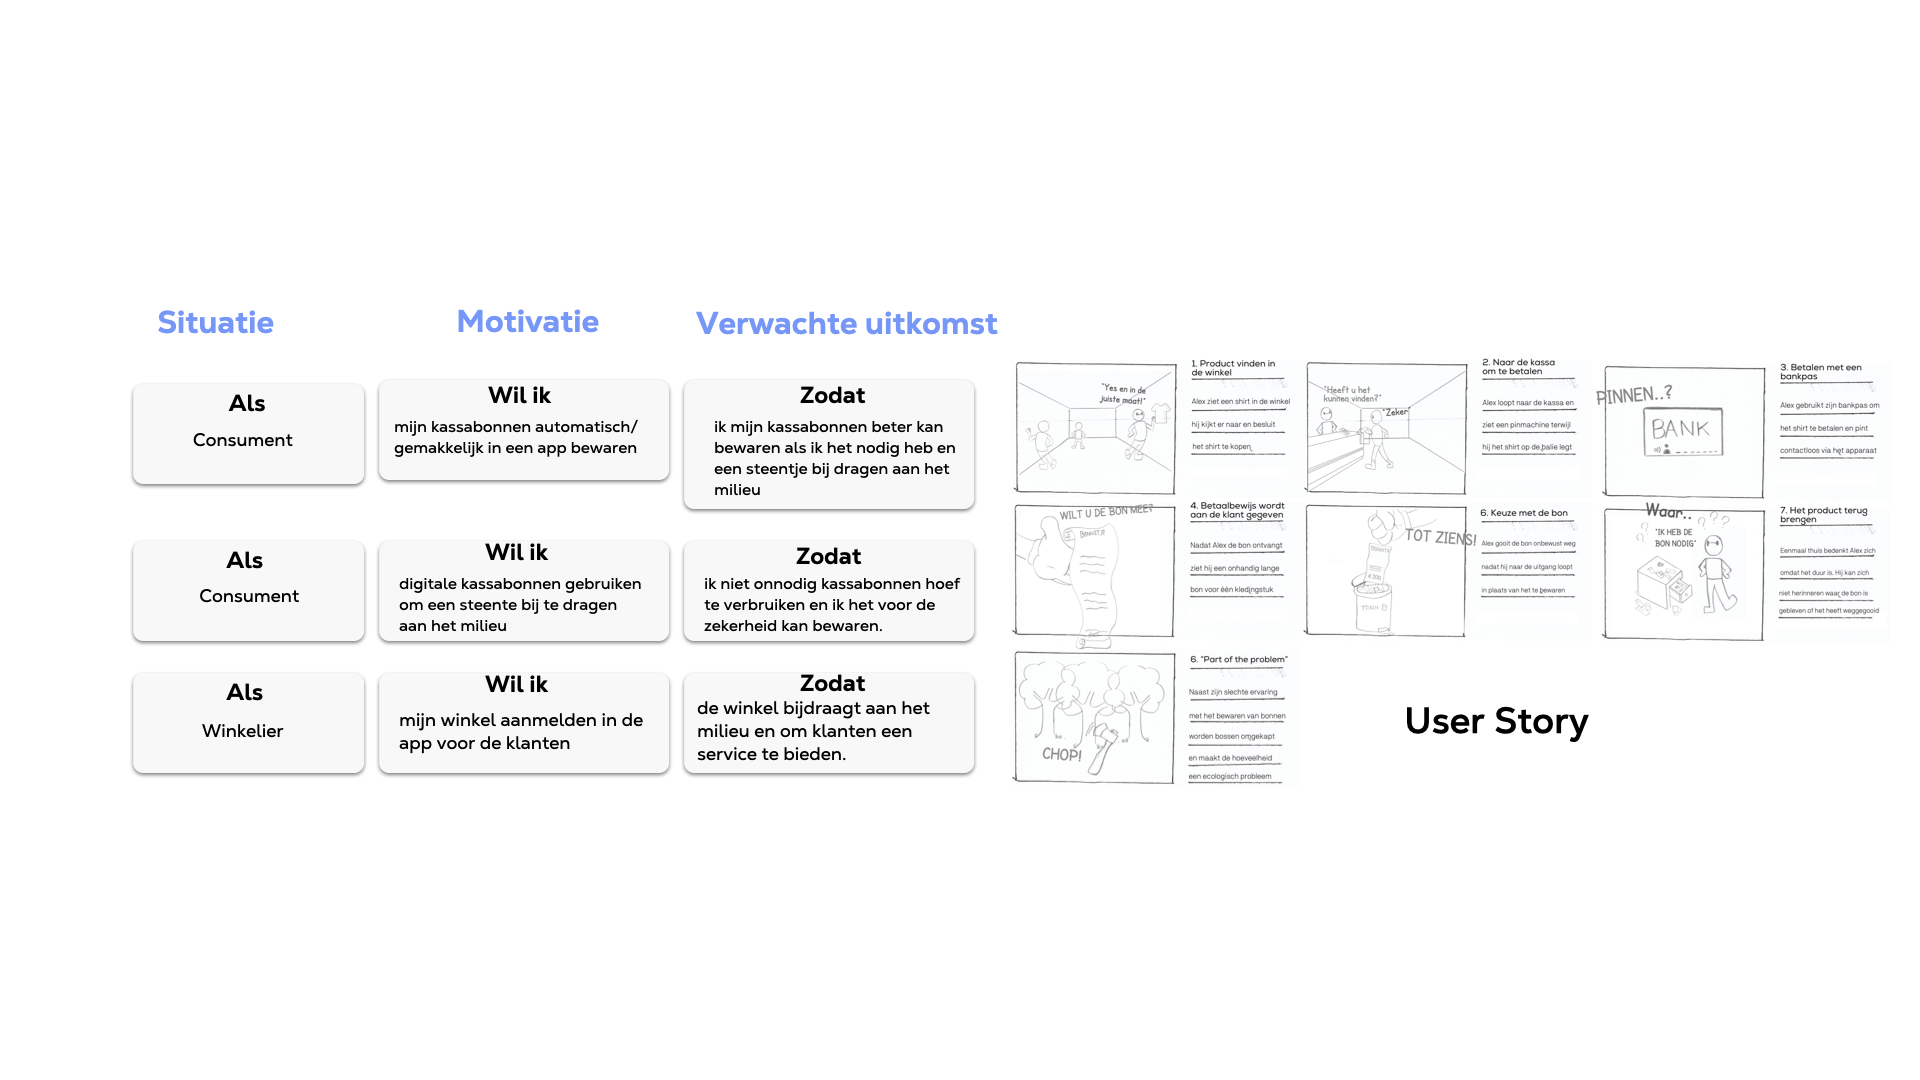 Situatie
Motivatie
Verwachte uitkomst
Als
Consument
Wil ik
mijn kassabonnen automatisch/
gemakkelijk in een app bewaren
Zodat
ik mijn kassabonnen beter kan
bewaren als ik het nodig heb en
een steentje bij dragen aan het
milieu
Als
Consument
Wil ik
digitale kassabonnen gebruiken
om een steente bij te dragen
aan het milieu
Zodat
ik niet onnodig kassabonnen hoef
te verbruiken en ik het voor de
zekerheid kan bewaren.
Als
Winkelier
Wil ik
mijn winkel aanmelden in de
app voor de klanten
Zodat
de winkel bijdraagt aan het
milieu en om klanten een
service te bieden.
"Yes en in de
juiste maat!"
1. Product vinden in
de winkel
Alex ziet een shirt in de winkel
hij kijkt er naar en besluit
het shirt te kopen
"Heeft u het
kunnen vinden?"
"Zeker"
2. Naar de kassa
om te betalen
Alex loopt naar de kassa en
ziet een pinmachine terwijl
hij het shirt op de balie legt
PINNEN..?
BANK
3. Betalen met een
bankpas
Alex gebruikt zijn bankpas om
het shirt te betalen en pint
contactloos via het apparaat
WILT U DE BON MEE?
4. Betaalbewijs wordt
aan de klant gegeven
Nadat Alex de bon ontvangt
ziet hij een onhandig lange
bon voor één kledingstuk
TOT ZIENS!
6. Keuze met de bon
Alex gooit de bon onbewust weg
nadat hij naar de uitgang loopt
in plaats van het te bewaren
Waar..
"IK HEB DE
BON NODIG"
7. Het product terug
brengen
Eenmaal thuis bedenkt Alex zich
omdat het duur is. Hij kan zich
niet herinneren waar de bon is
gebleven of het heeft weggegooid
CHOP!
6. "Part of the problem"
Naast zijn slechte ervaring
met het bewaren van bonnen
worden bossen omgekapt
en maakt de hoeveelheid
een ecologisch probleem
User Story